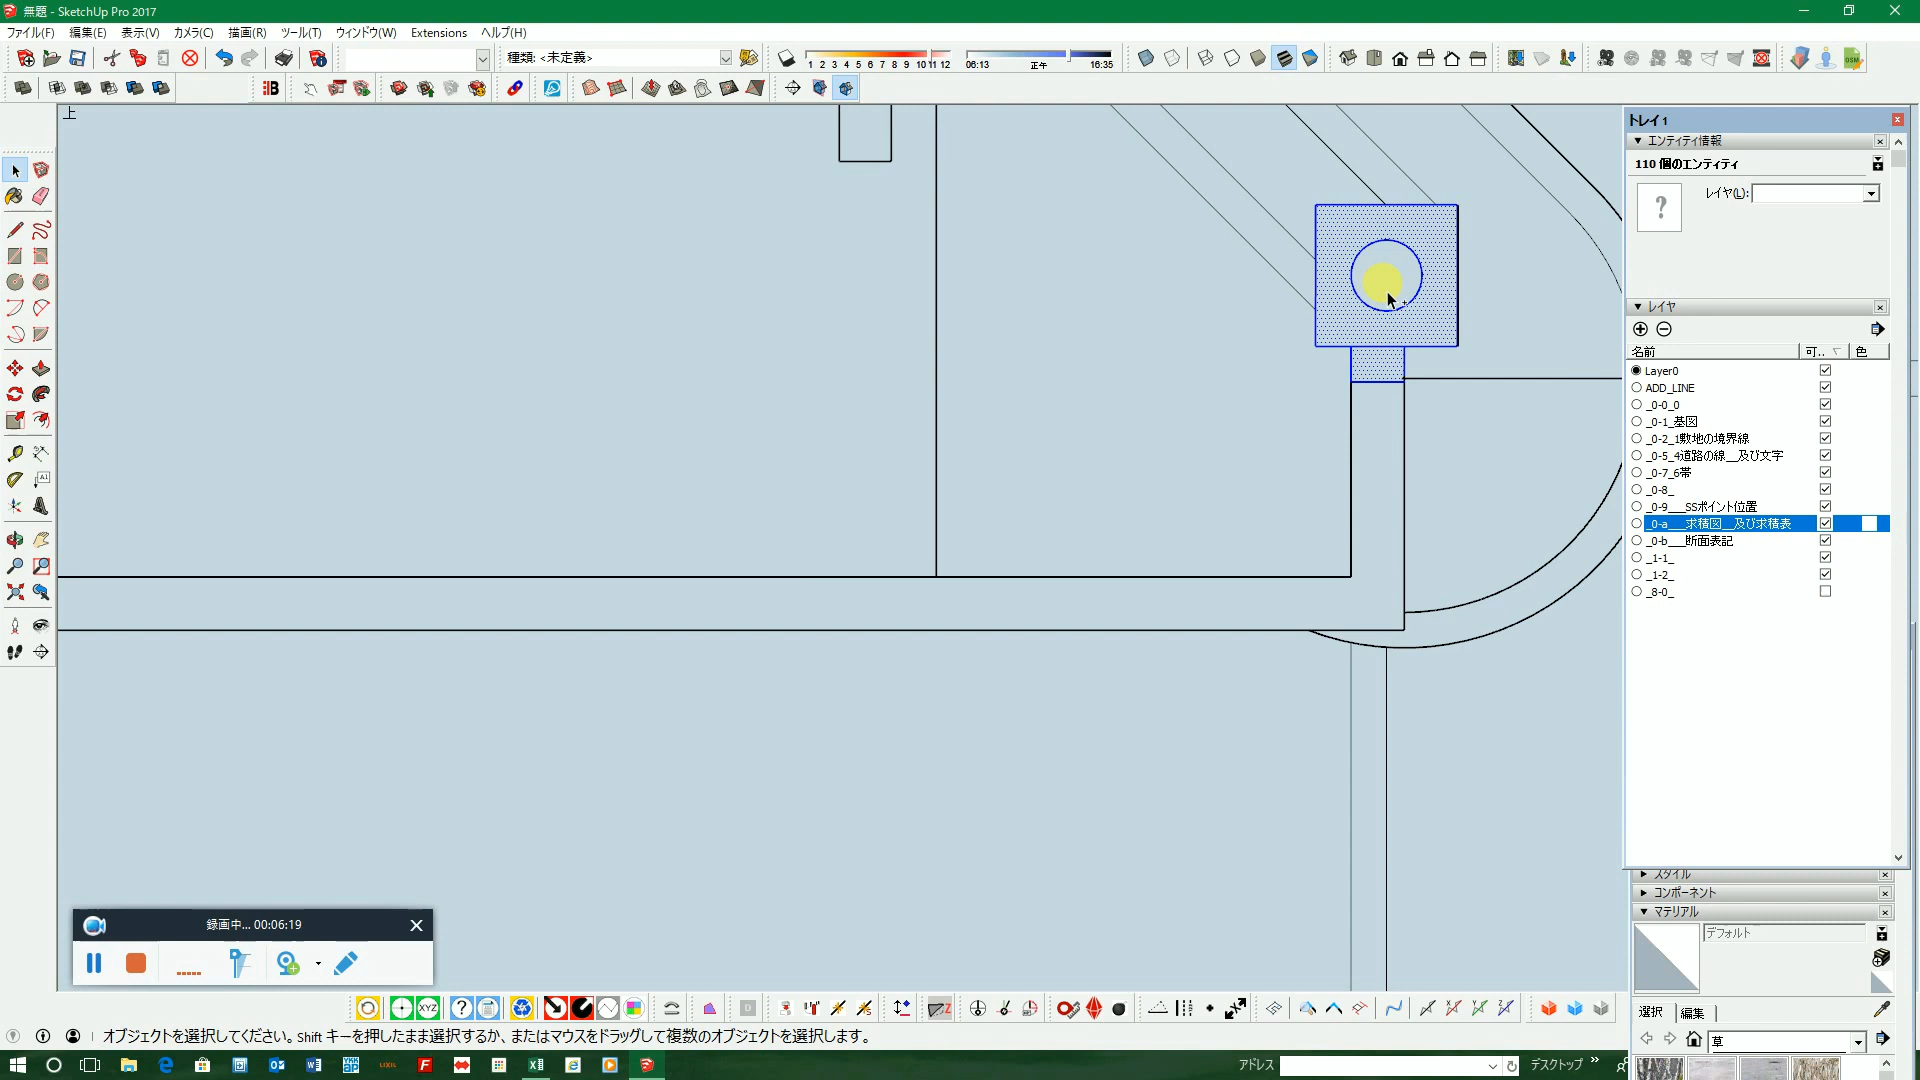 無題 - SketchUp Pro 2017
ファイル(F) 編集(E) 表示(V) カメラ(C) 描画(R) ツール(T) ウィンドウ(W) Extensions ヘルプ(H)
種類: <未定義>
1 2 3 4 5 6 7 8 9 10 11 12
06:13 正午 16:35
上
トレイ1
エンティティ情報
110 個のエンティティ
レイヤ(L):
レイヤ
名前 可.. 色
Layer0
ADD_LINE
_0-0_0
_0-1_基図
_0-2_1敷地の境界線
_0-5_4道路の線__及び文字
_0-7_6帯
_0-8_
_0-9___SSポイント位置
_0-a___求積図__及び求積表
_0-b___断面表記
_1-1_
_1-2_
_8-0_
スタイル
コンポーネント
マテリアル
デフォルト
選択 編集
草
録画中... 00:06:19
オブジェクトを選択してください。Shift キーを押したまま選択するか、またはマウスをドラッグして複数のオブジェクトを選択します。
アドレス
デスクトップ